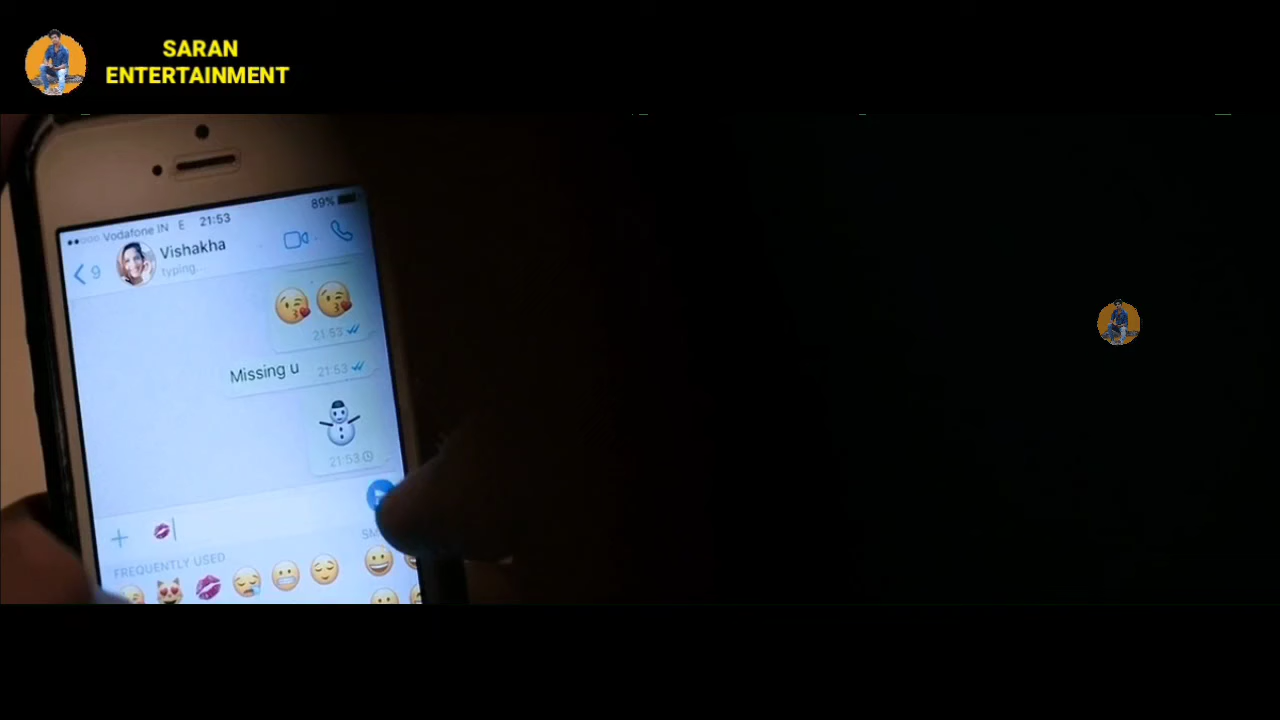 SARAN
ENTERTAINMENT
Vodafone IN E 21:53 89%
9 Vishakha
typing...
21:53
Missing u 21:53
21:53
FREQUENTLY USED